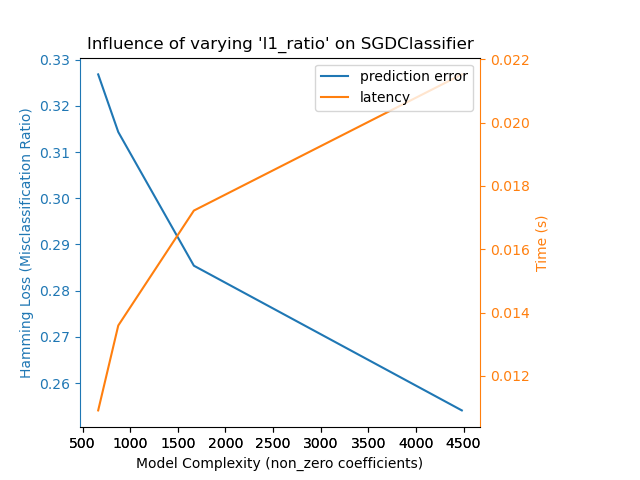 Influence of varying 'l1_ratio' on SGDClassifier
prediction error
latency
Hamming Loss (Misclassification Ratio)
0.33
0.32
0.31
0.30
0.29
0.28
0.27
0.26
0.022
0.020
0.018
0.016
0.014
0.012
Time (s)
500 1000 1500 2000 2500 3000 3500 4000 4500
Model Complexity (non_zero coefficients)